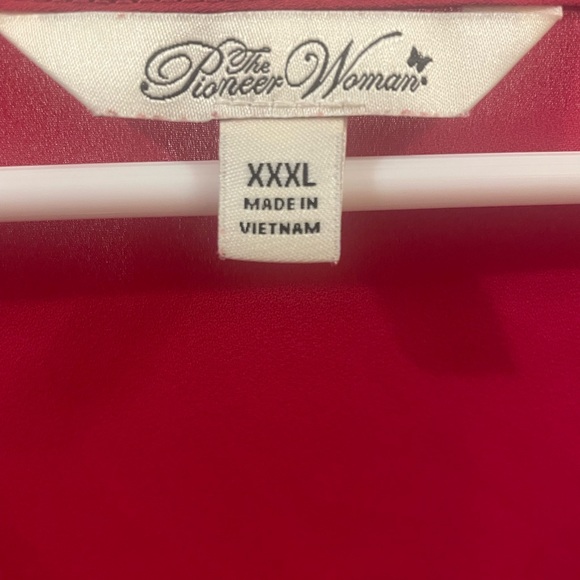 The
Pioneer Woman
XXXL
MADE IN
VIETNAM